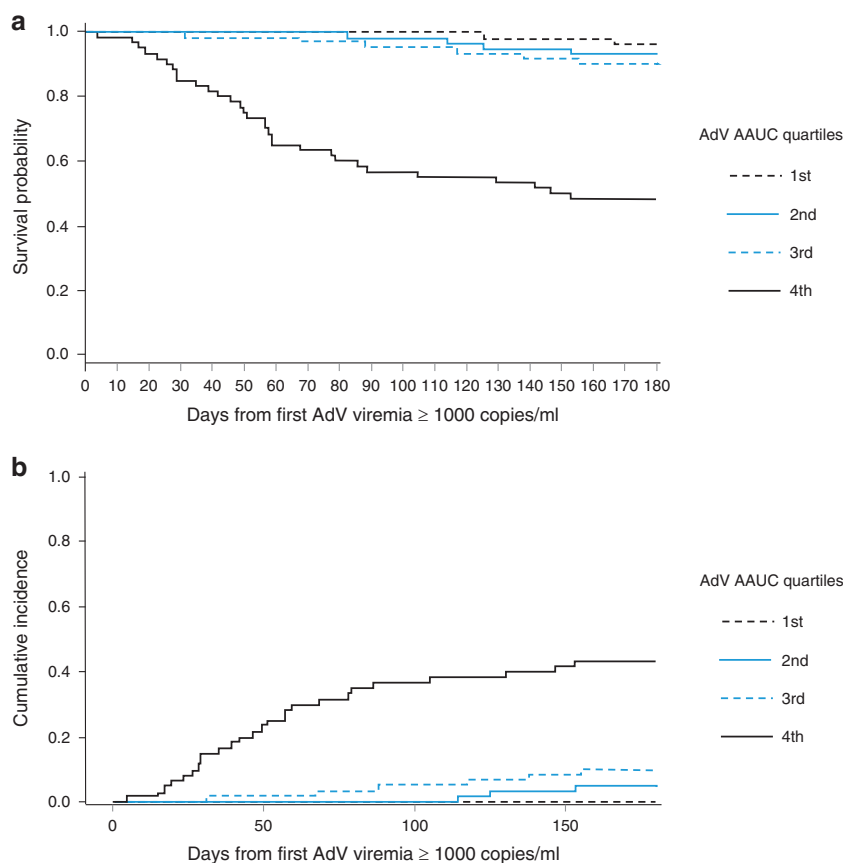 a
1.0
0.8
0.6
0.4
0.2
0.0
Survival probability
0 10 20 30 40 50 60 70 80 90 100 110 120 130 140 150 160 170 180
Days from first AdV viremia ≥ 1000 copies/ml
AdV AAUC quartiles
1st
2nd
3rd
4th
b
1.0
0.8
0.6
0.4
0.2
0.0
Cumulative incidence
0 50 100 150
Days from first AdV viremia ≥ 1000 copies/ml
AdV AAUC quartiles
1st
2nd
3rd
4th